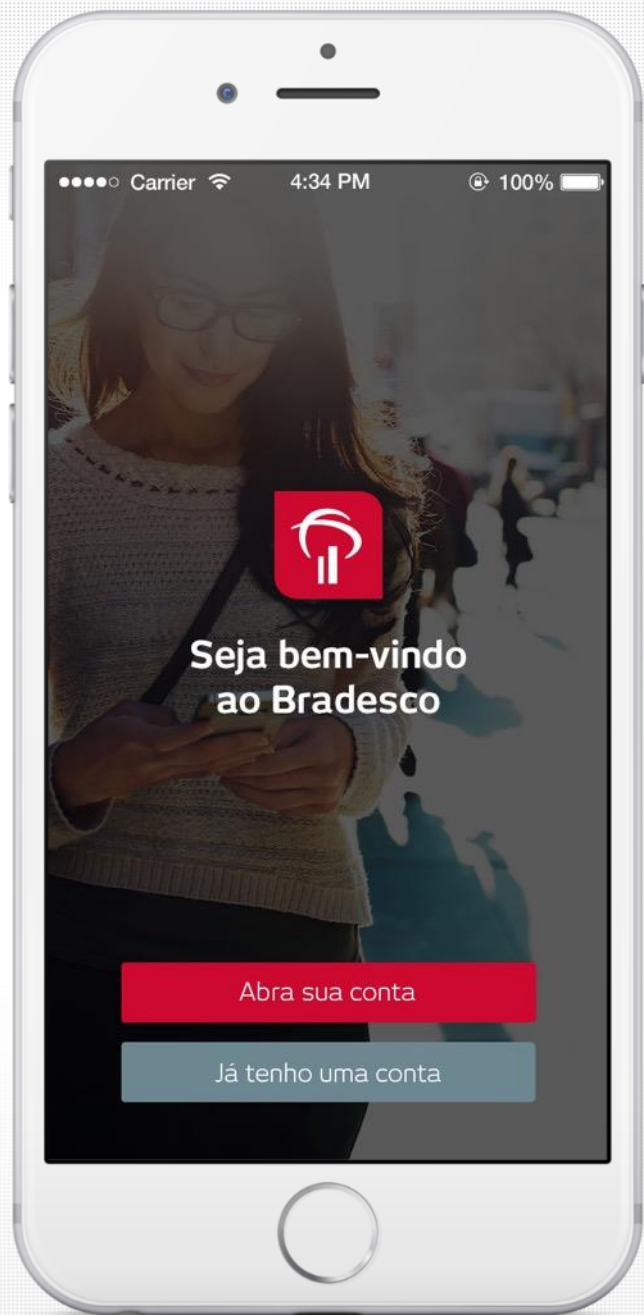 Carrier 4:34 PM 100%
Seja bem-vindo
ao Bradesco
Abra sua conta
Já tenho uma conta